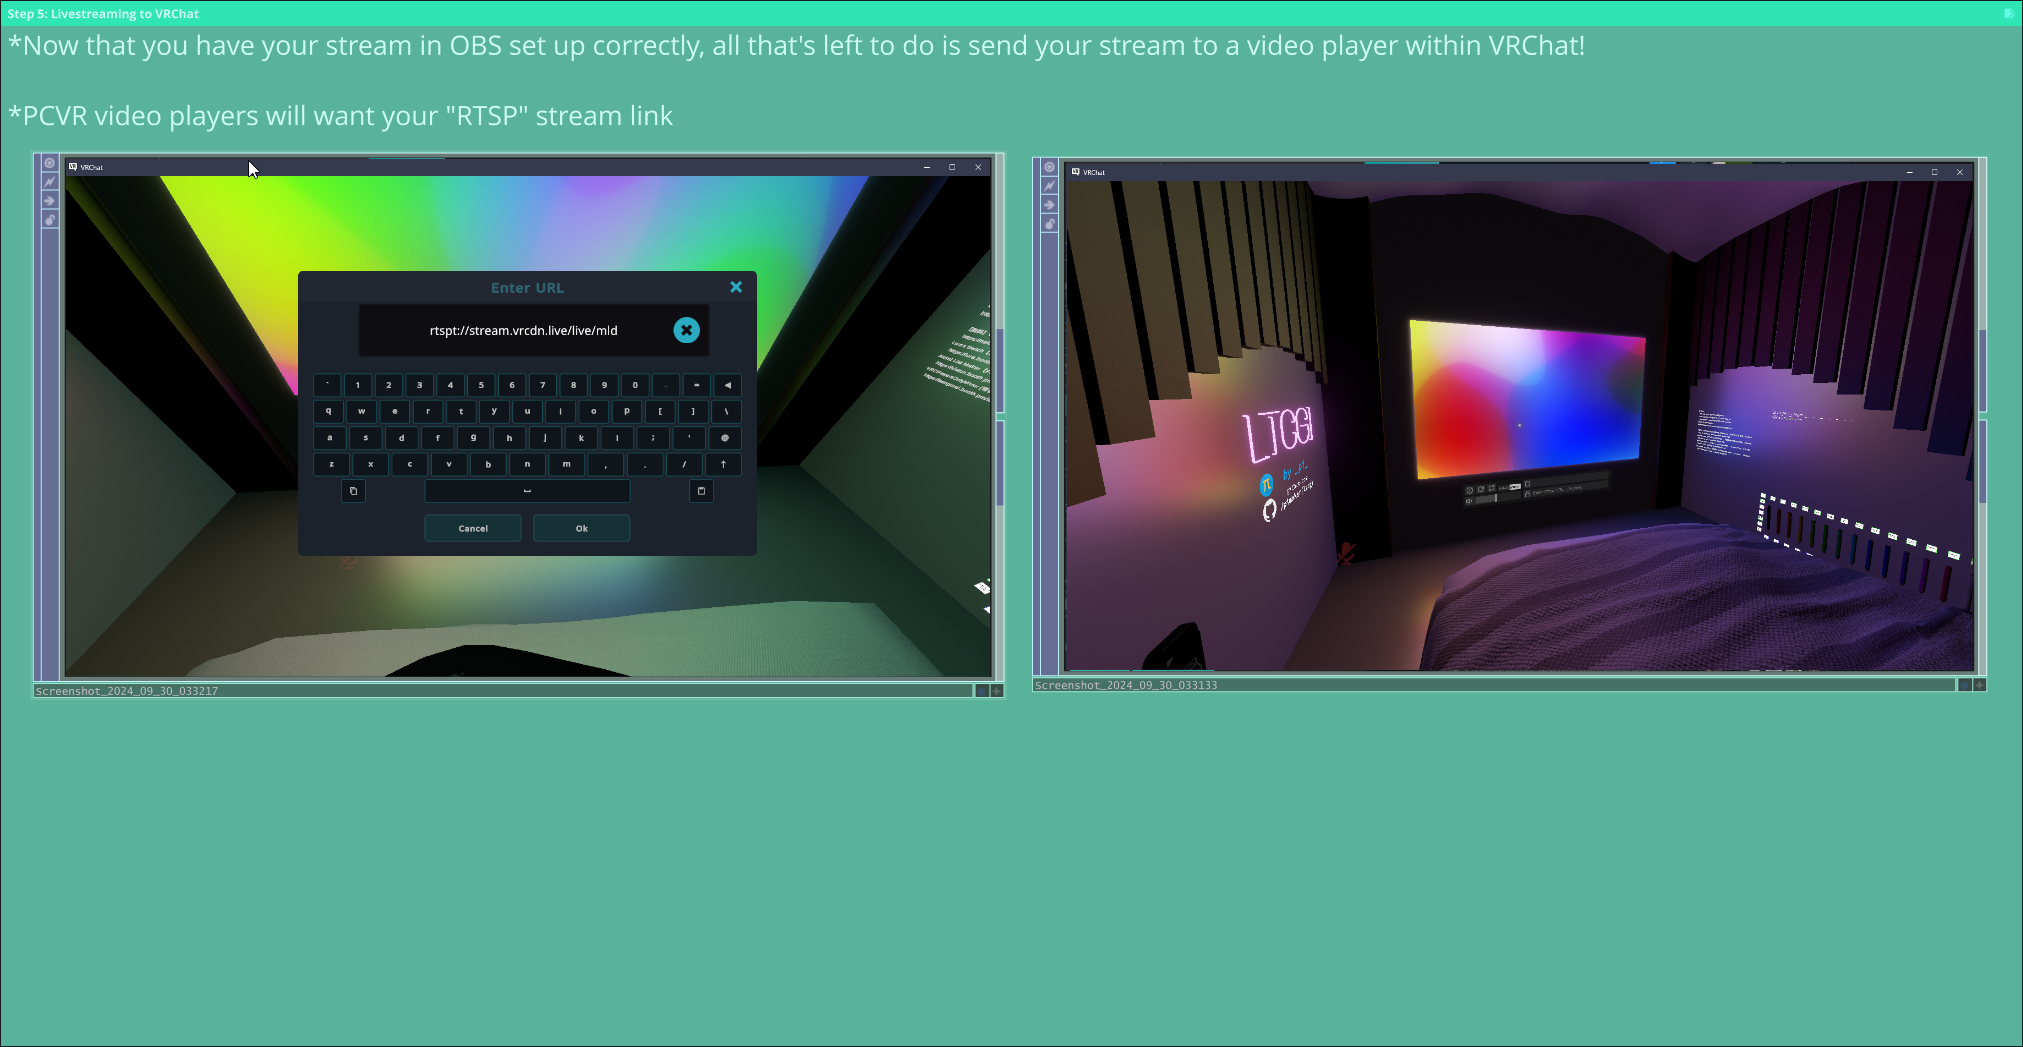 Step 5: Livestreaming to VRChat
*Now that you have your stream in OBS set up correctly, all that's left to do is send your stream to a video player within VRChat!
*PCVR video players will want your "RTSP" stream link
VRChat
Enter URL
rtspt://stream.vrcdn.live/live/mld
` 1 2 3 4 5 6 7 8 9 0 - =
q w e r t y u i o p [ ] \
a s d f g h j k l ; ' @
z x c v b n m , . / ↑
Cancel Ok
Screenshot_2024_09_30_033217
VRChat
LTCGI
by _pi_
Screenshot_2024_09_30_033133